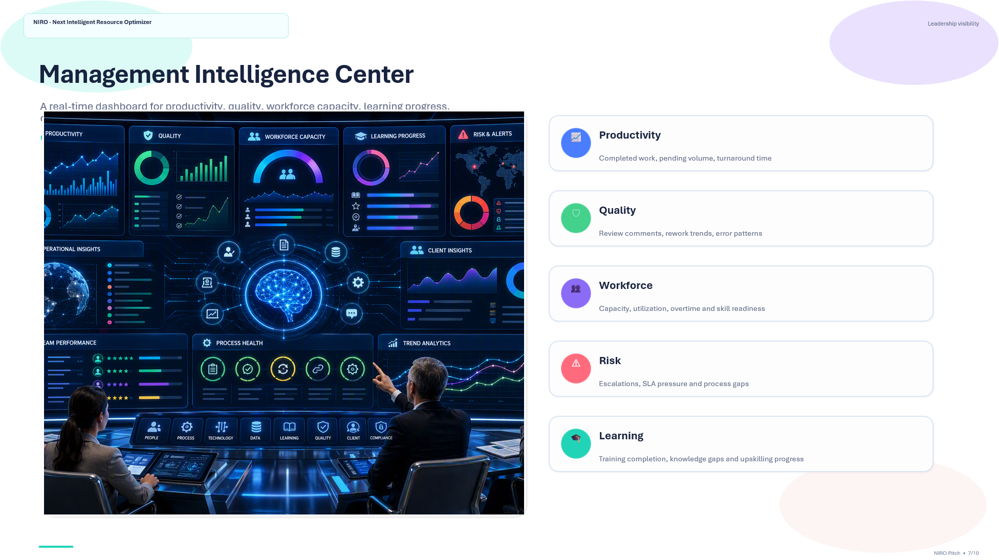 NIRO · Next Intelligent Resource Optimizer
Leadership visibility
Management Intelligence Center
A real-time dashboard for productivity, quality, workforce capacity, learning progress,
PRODUCTIVITY
QUALITY
WORKFORCE CAPACITY
LEARNING PROGRESS
RISK & ALERTS
PERATIONAL INSIGHTS
CLIENT INSIGHTS
EAM PERFORMANCE
PROCESS HEALTH
TREND ANALYTICS
PEOPLE
PROCESS
TECHNOLOGY
DATA
LEARNING
QUALITY
CLIENT
COMPLIANCE
Productivity
Completed work, pending volume, turnaround time
Quality
Review comments, rework trends, error patterns
Workforce
Capacity, utilization, overtime and skill readiness
Risk
Escalations, SLA pressure and process gaps
Learning
Training completion, knowledge gaps and upskilling progress
NIRO Pitch • 7/10